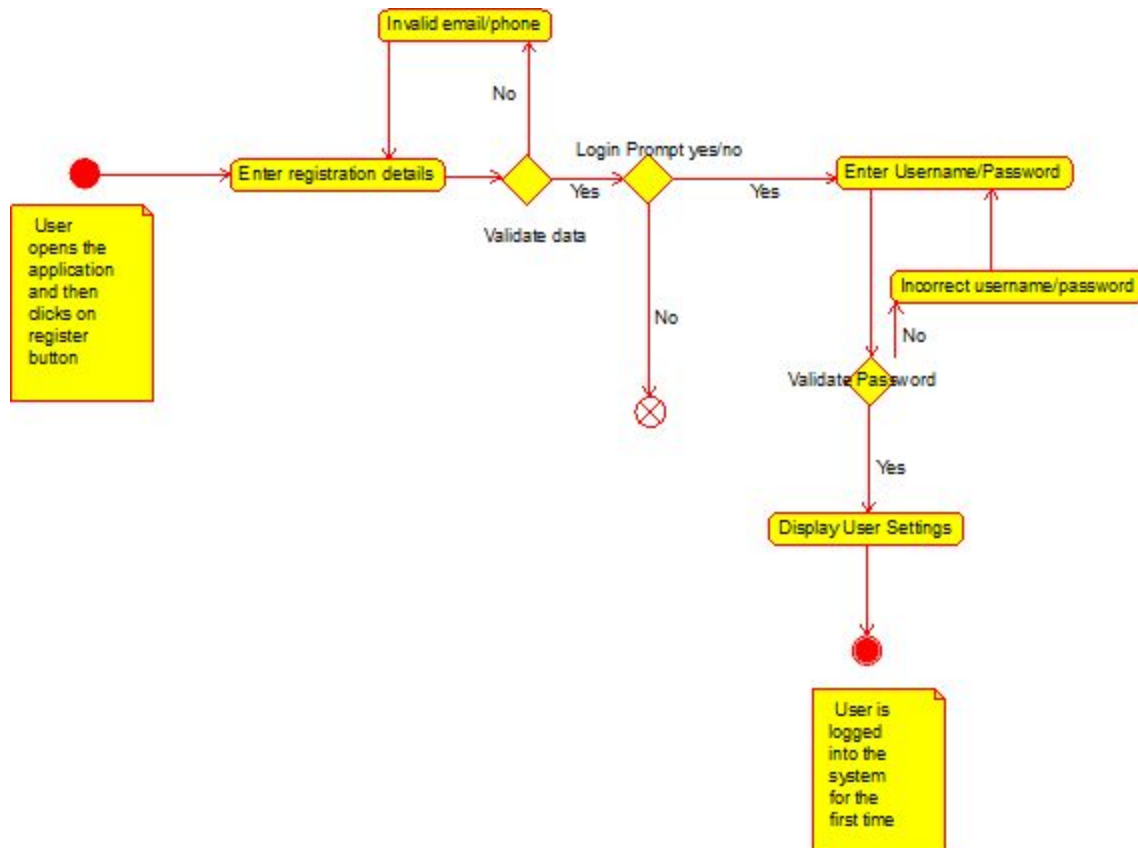 Invalid email/phone
No
Login Prompt yes/no
Enter registration details
Yes
Yes
Enter Username/Password
Validate data
User
opens the
application
and then
clicks on
register
button
Incorrect username/password
No
No
Validate Password
Yes
Display User Settings
User is
logged
into the
system
for the
first time